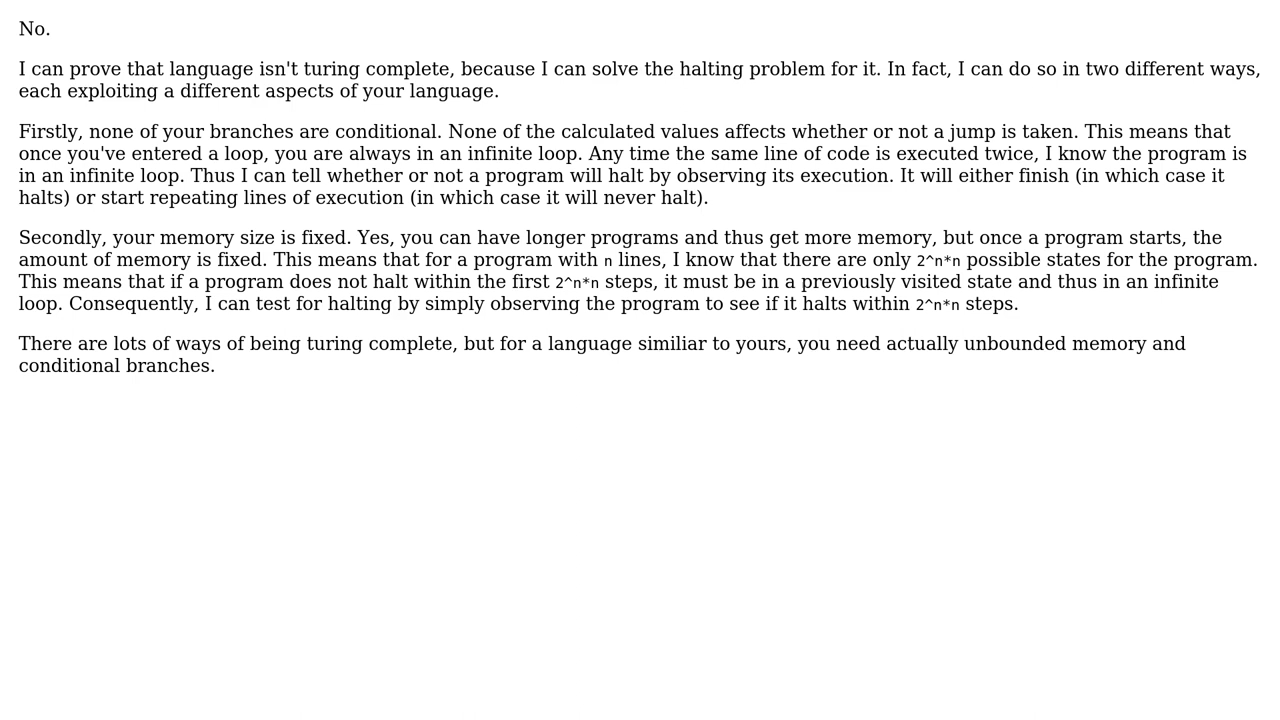 No.
I can prove that language isn't turing complete, because I can solve the halting problem for it. In fact, I can do so in two different ways,
each exploiting a different aspects of your language.
Firstly, none of your branches are conditional. None of the calculated values affects whether or not a jump is taken. This means that
once you've entered a loop, you are always in an infinite loop. Any time the same line of code is executed twice, I know the program is
in an infinite loop. Thus I can tell whether or not a program will halt by observing its execution. It will either finish (in which case it
halts) or start repeating lines of execution (in which case it will never halt).
Secondly, your memory size is fixed. Yes, you can have longer programs and thus get more memory, but once a program starts, the
amount of memory is fixed. This means that for a program with n lines, I know that there are only 2^n*n possible states for the program.
This means that if a program does not halt within the first 2^n*n steps, it must be in a previously visited state and thus in an infinite
loop. Consequently, I can test for halting by simply observing the program to see if it halts within 2^n*n steps.
There are lots of ways of being turing complete, but for a language similiar to yours, you need actually unbounded memory and
conditional branches.